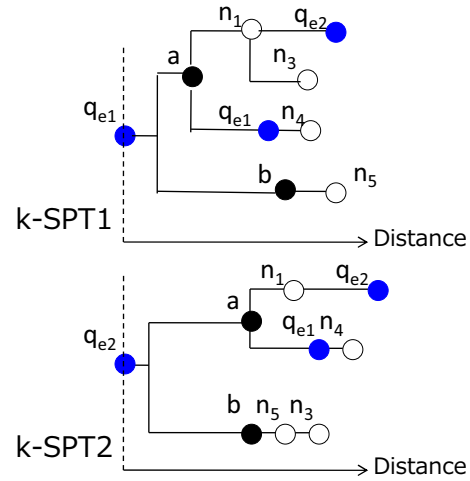 n1
qe2
a
n3
qe1
qe1
n4
b
n5
k-SPT1
Distance
n1
qe2
a
qe1 n4
qe2
b n5 n3
k-SPT2
Distance